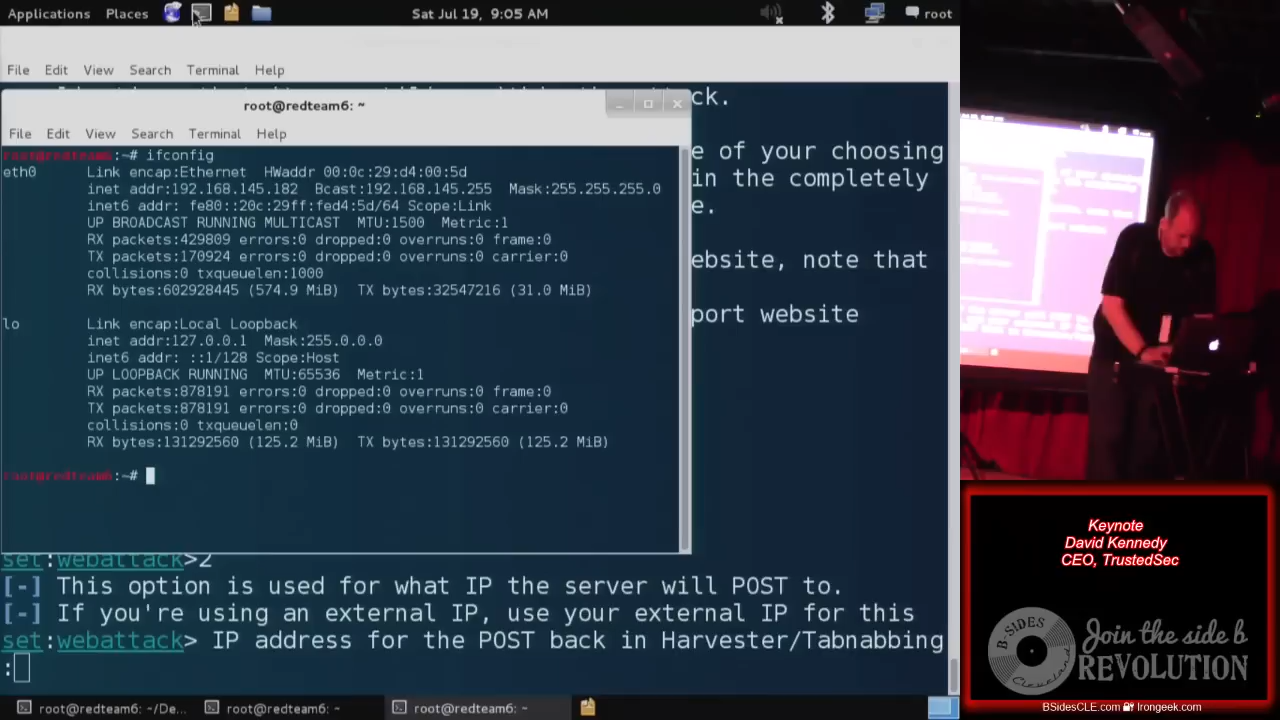 Applications Places Sat Jul 19, 9:05 AM root
File Edit View Search Terminal Help
ck.
root@redteam6: ~
File Edit View Search Terminal Help
e of your choosing
in the completely
e.
ebsite, note that
port website
root@redteam6:~# ifconfig
eth0 Link encap:Ethernet HWaddr 00:0c:29:d4:00:5d
inet addr:192.168.145.182 Bcast:192.168.145.255 Mask:255.255.255.0
inet6 addr: fe80::20c:29ff:fed4:5d/64 Scope:Link
UP BROADCAST RUNNING MULTICAST MTU:1500 Metric:1
RX packets:429809 errors:0 dropped:0 overruns:0 frame:0
TX packets:170924 errors:0 dropped:0 overruns:0 carrier:0
collisions:0 txqueuelen:1000
RX bytes:602928445 (574.9 MiB) TX bytes:32547216 (31.0 MiB)
lo Link encap:Local Loopback
inet addr:127.0.0.1 Mask:255.0.0.0
inet6 addr: ::1/128 Scope:Host
UP LOOPBACK RUNNING MTU:65536 Metric:1
RX packets:878191 errors:0 dropped:0 overruns:0 frame:0
TX packets:878191 errors:0 dropped:0 overruns:0 carrier:0
collisions:0 txqueuelen:0
RX bytes:131292560 (125.2 MiB) TX bytes:131292560 (125.2 MiB)
root@redteam6:~#
set:webattack>2
[-] This option is used for what IP the server will POST to.
[-] If you're using an external IP, use your external IP for this
set:webattack> IP address for the POST back in Harvester/Tabnabbing
:
root@redteam6: ~/De... root@redteam6: ~ root@redteam6: ~
Keynote
David Kennedy
CEO, TrustedSec
B-SIDES
Cleveland
Join the side b
REVOLUTION
BSidesCLE.com Irongeek.com